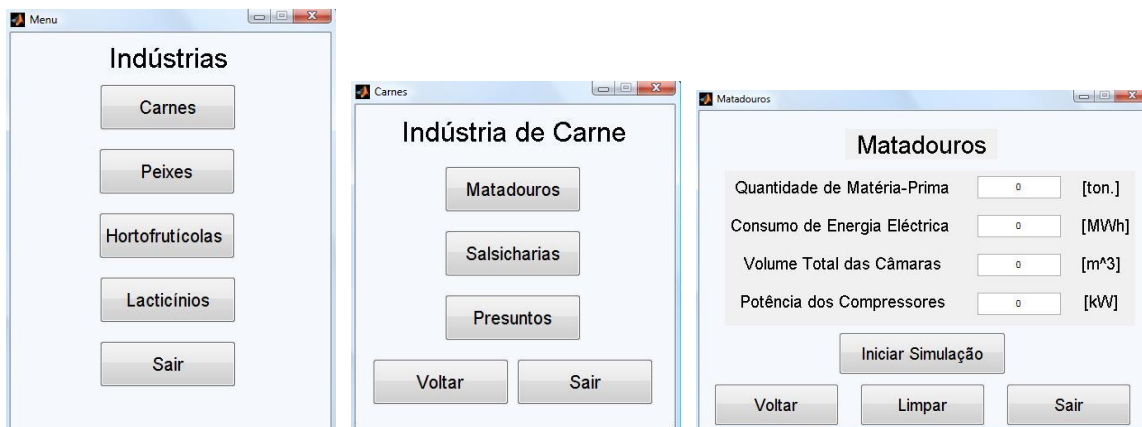 Menu
Indústrias
Carnes
Peixes
Hortofrutícolas
Lacticínios
Sair
Carnes
Indústria de Carne
Matadouros
Salsicharias
Presuntos
Voltar Sair
Matadouros
Matadouros
Quantidade de Matéria-Prima 0 [ton.]
Consumo de Energia Eléctrica 0 [MWh]
Volume Total das Câmaras 0 [m^3]
Potência dos Compressores 0 [kW]
Iniciar Simulação
Voltar Limpar Sair